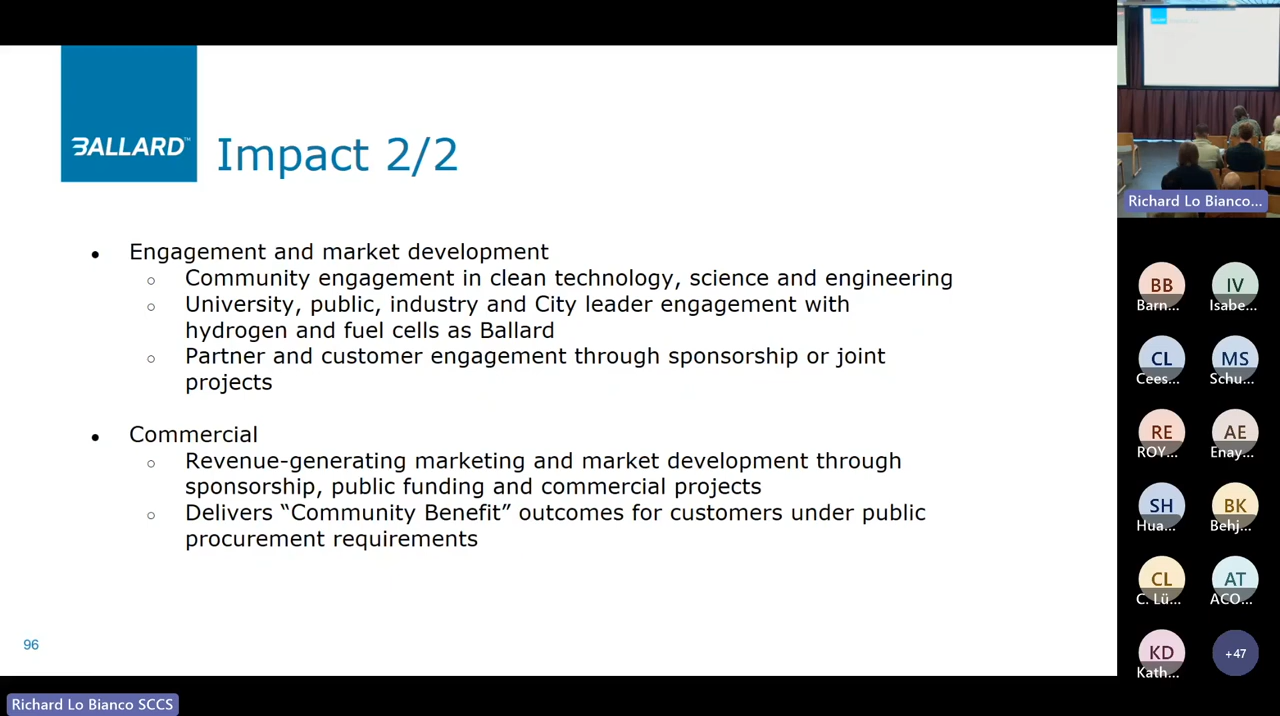 BALLARD™
Impact 2/2
• Engagement and market development
○ Community engagement in clean technology, science and engineering
○ University, public, industry and City leader engagement with
hydrogen and fuel cells as Ballard
○ Partner and customer engagement through sponsorship or joint
projects
• Commercial
○ Revenue-generating marketing and market development through
sponsorship, public funding and commercial projects
○ Delivers “Community Benefit” outcomes for customers under public
procurement requirements
96
Richard Lo Bianco SCCS
Richard Lo Bianco...
BB
Barn...
IV
Isabe...
CL
Cees...
MS
Schu...
RE
ROY...
AE
Enay...
SH
Hua...
BK
Behj...
CL
C. Lü...
AT
ACO...
KD
Kath...
+47